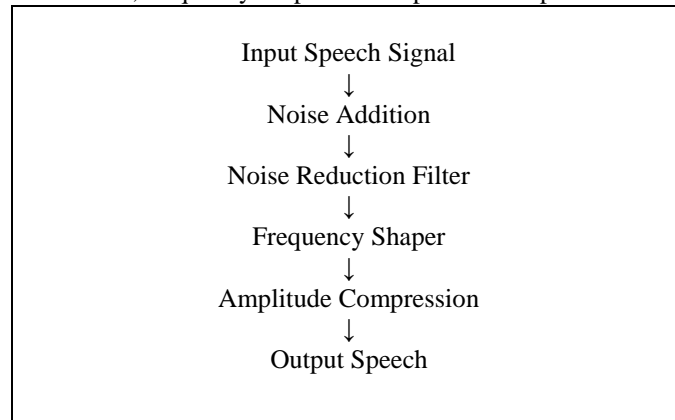 Input Speech Signal
↓
Noise Addition
↓
Noise Reduction Filter
↓
Frequency Shaper
↓
Amplitude Compression
↓
Output Speech